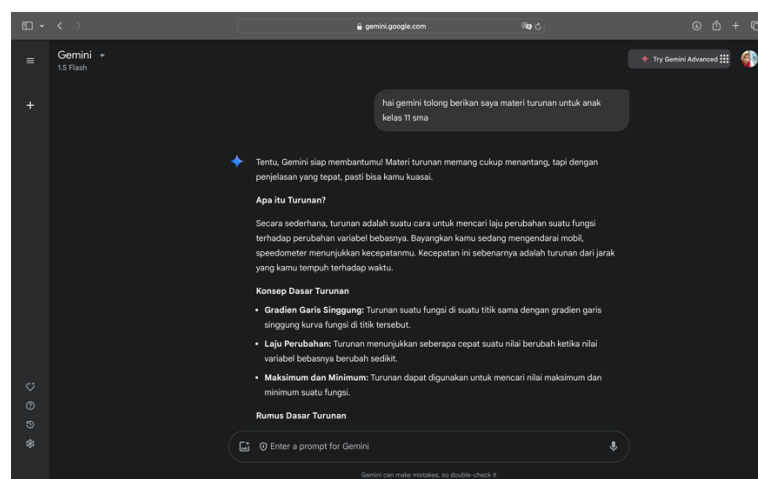 gemini.google.com
Gemini
1.5 Flash
Try Gemini Advanced
hai gemini tolong berikan saya materi turunan untuk anak
kelas 11 sma
Tentu, Gemini siap membantumu! Materi turunan memang cukup menantang, tapi dengan
penjelasan yang tepat, pasti bisa kamu kuasai.
Apa itu Turunan?
Secara sederhana, turunan adalah suatu cara untuk mencari laju perubahan suatu fungsi
terhadap perubahan variabel bebasnya. Bayangkan kamu sedang mengendarai mobil,
speedometer menunjukkan kecepatanmu. Kecepatan ini sebenarnya adalah turunan dari jarak
yang kamu tempuh terhadap waktu.
Konsep Dasar Turunan
• Gradien Garis Singgung: Turunan suatu fungsi di suatu titik sama dengan gradien garis
singgung kurva fungsi di titik tersebut.
• Laju Perubahan: Turunan menunjukkan seberapa cepat suatu nilai berubah ketika nilai
variabel bebasnya berubah sedikit.
• Maksimum dan Minimum: Turunan dapat digunakan untuk mencari nilai maksimum dan
minimum suatu fungsi.
Rumus Dasar Turunan
Enter a prompt for Gemini
Gemini can make mistakes, so double-check it